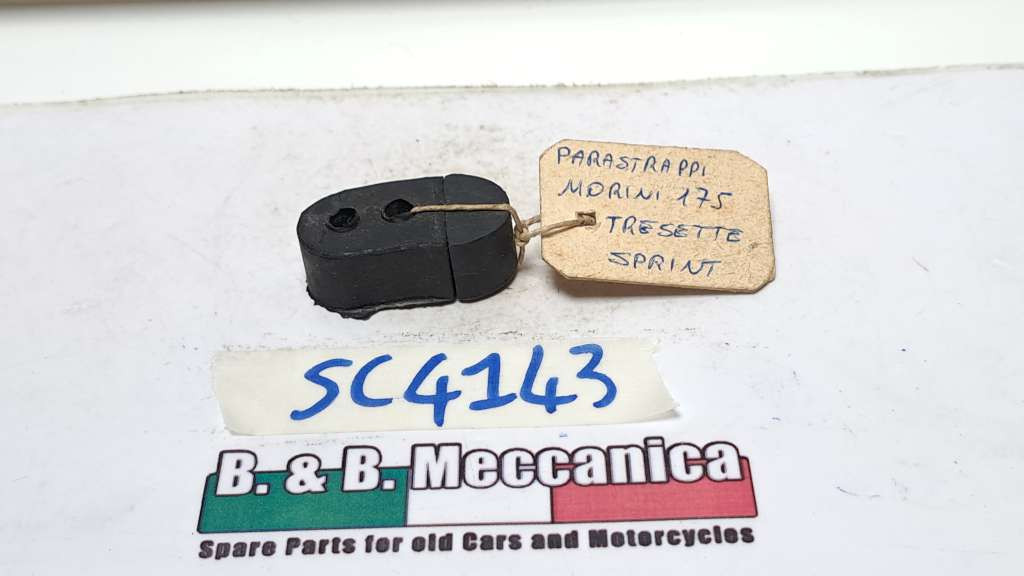 PARASTRAPPI
MORINI 175
TRESETTE
SPRINT
SC4143
B. & B. Meccanica
Spare Parts for old Cars and Motorcycles